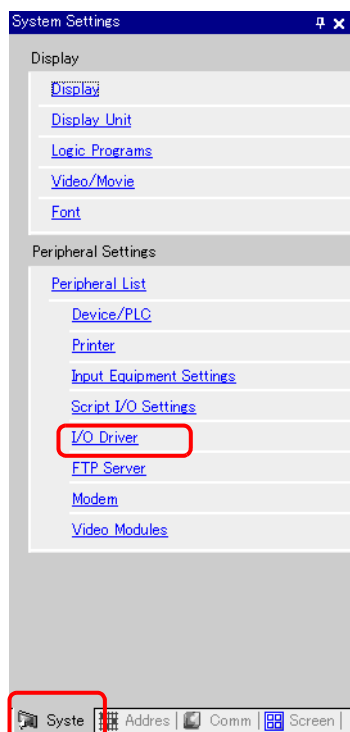 System Settings
Display
Display
Display Unit
Logic Programs
Video/Movie
Font
Peripheral Settings
Peripheral List
Device/PLC
Printer
Input Equipment Settings
Script I/O Settings
I/O Driver
FTP Server
Modem
Video Modules
Syste Addres Comm Screen